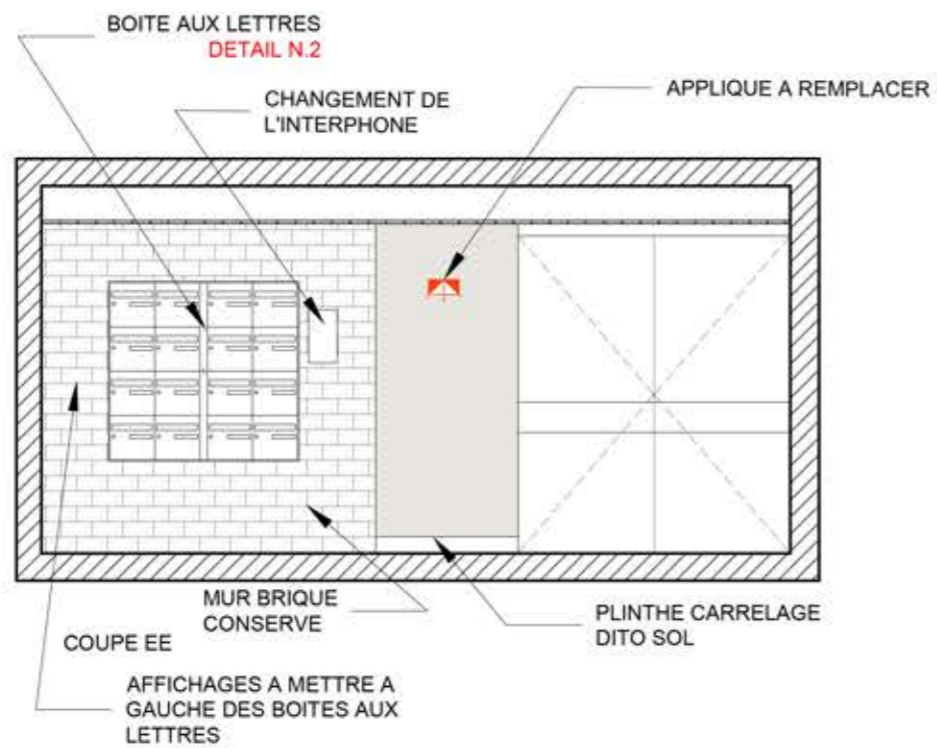 BOITE AUX LETTRES
DETAIL N.2
CHANGEMENT DE
L'INTERPHONE
APPLIQUE A REMPLACER
MUR BRIQUE
CONSERVE
PLINTHE CARRELAGE
DITO SOL
COUPE EE
AFFICHAGES A METTRE A
GAUCHE DES BOITES AUX
LETTRES